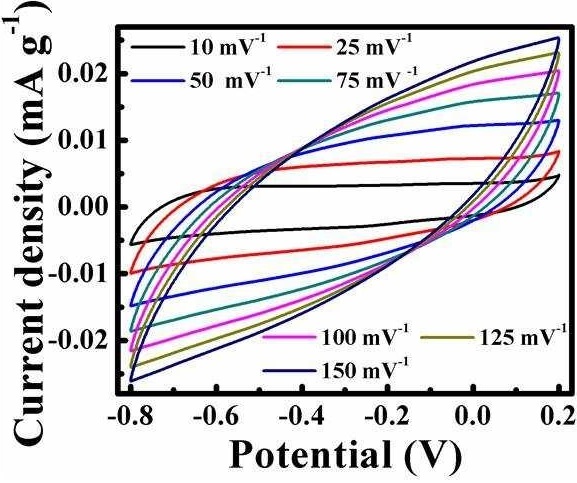 Current density (mA g⁻¹)
10 mV⁻¹ 25 mV⁻¹
50 mV⁻¹ 75 mV⁻¹
0.02
0.01
0.00
-0.01
-0.02
100 mV⁻¹ 125 mV⁻¹
150 mV⁻¹
-0.8 -0.6 -0.4 -0.2 0.0 0.2
Potential (V)